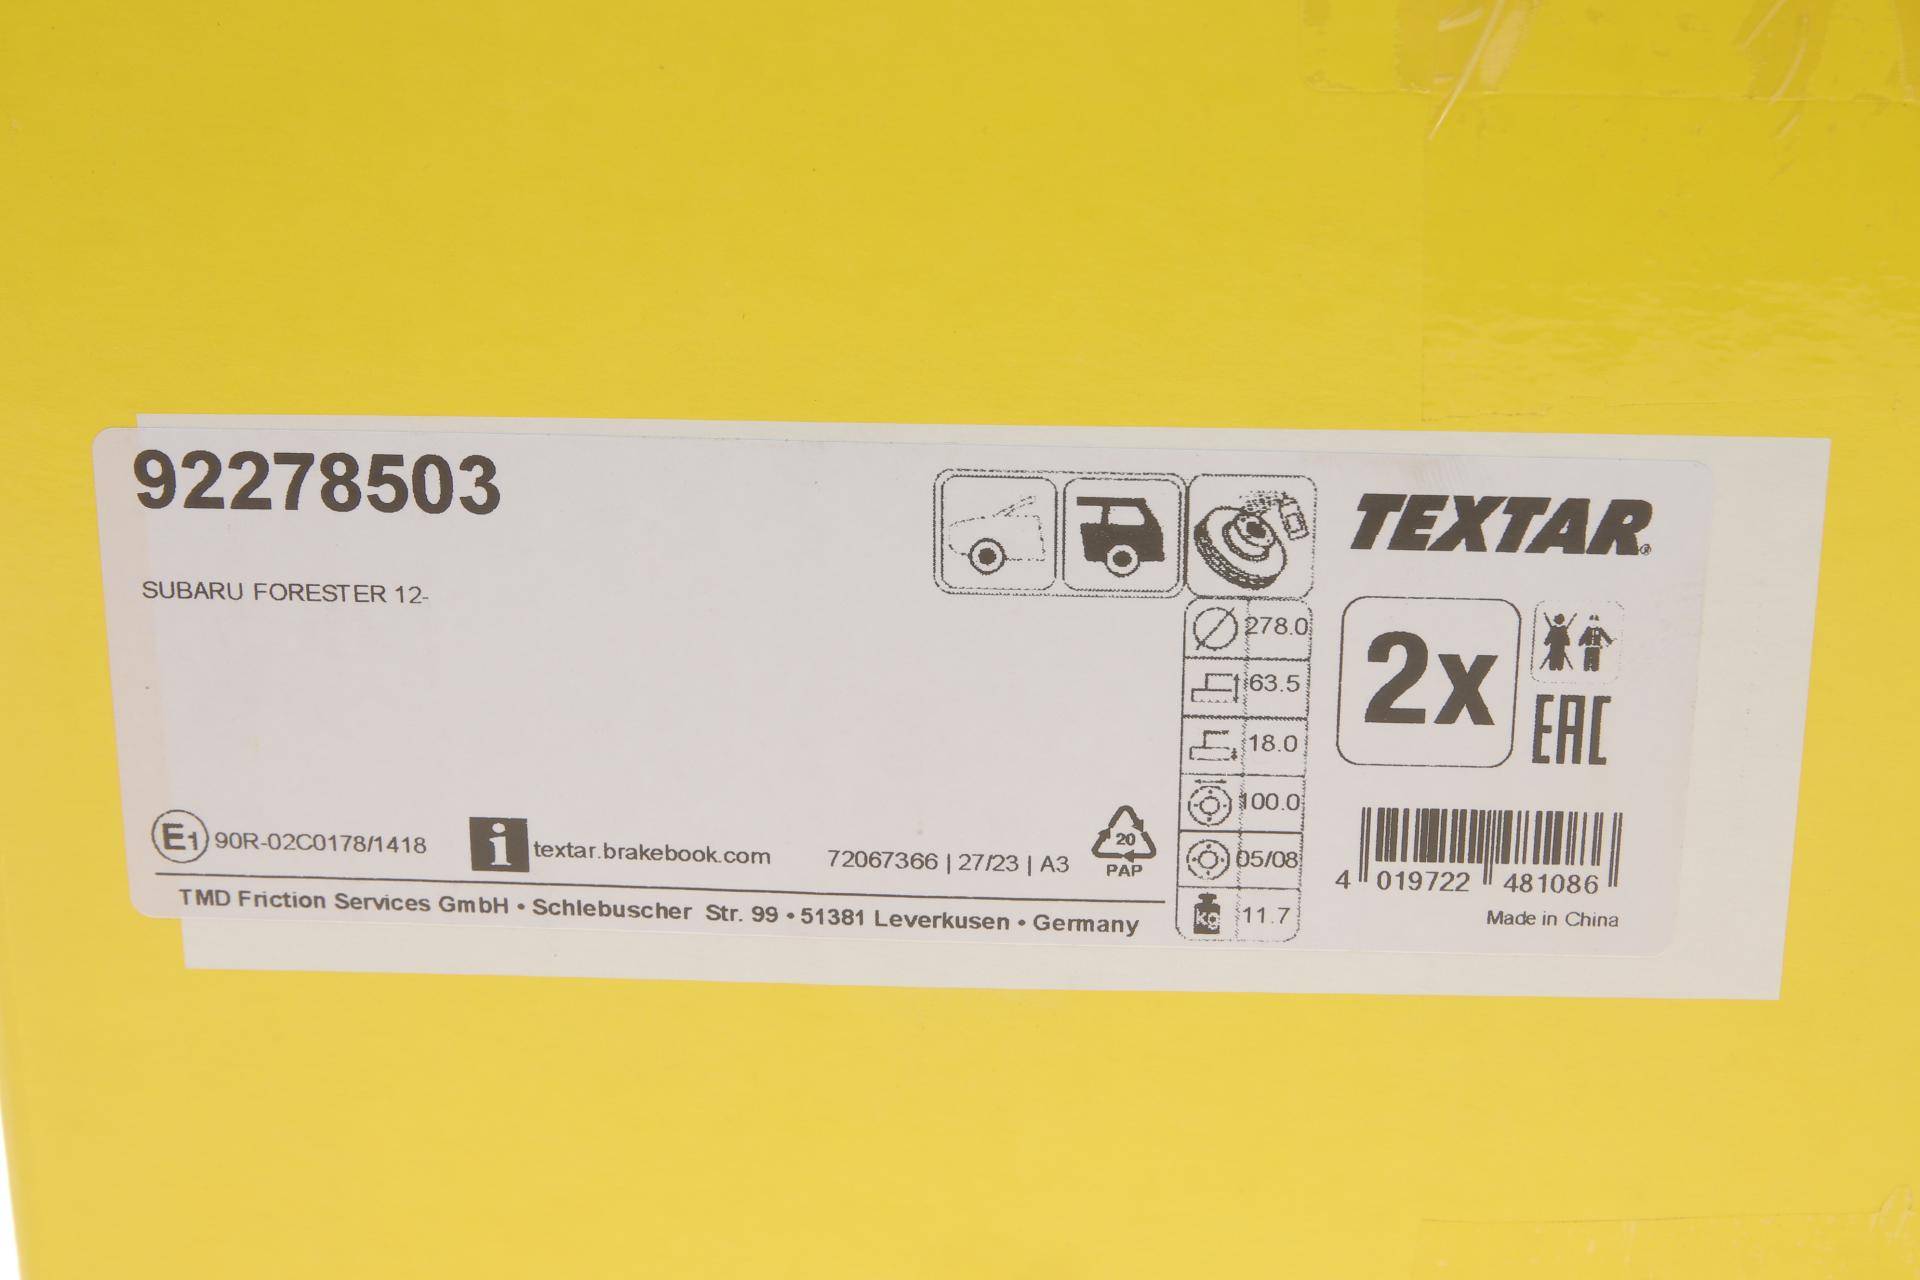 92278503
SUBARU FORESTER 12-
E1 90R-02C0178/1418
i textar.brakebook.com
72067366 | 27/23 | A3
20
PAP
TMD Friction Services GmbH • Schlebuscher Str. 99 • 51381 Leverkusen • Germany
278.0
63.5
18.0
100.0
05/08
kg 11.7
TEXTAR®
2x
EAC
4 019722 481086
Made in China